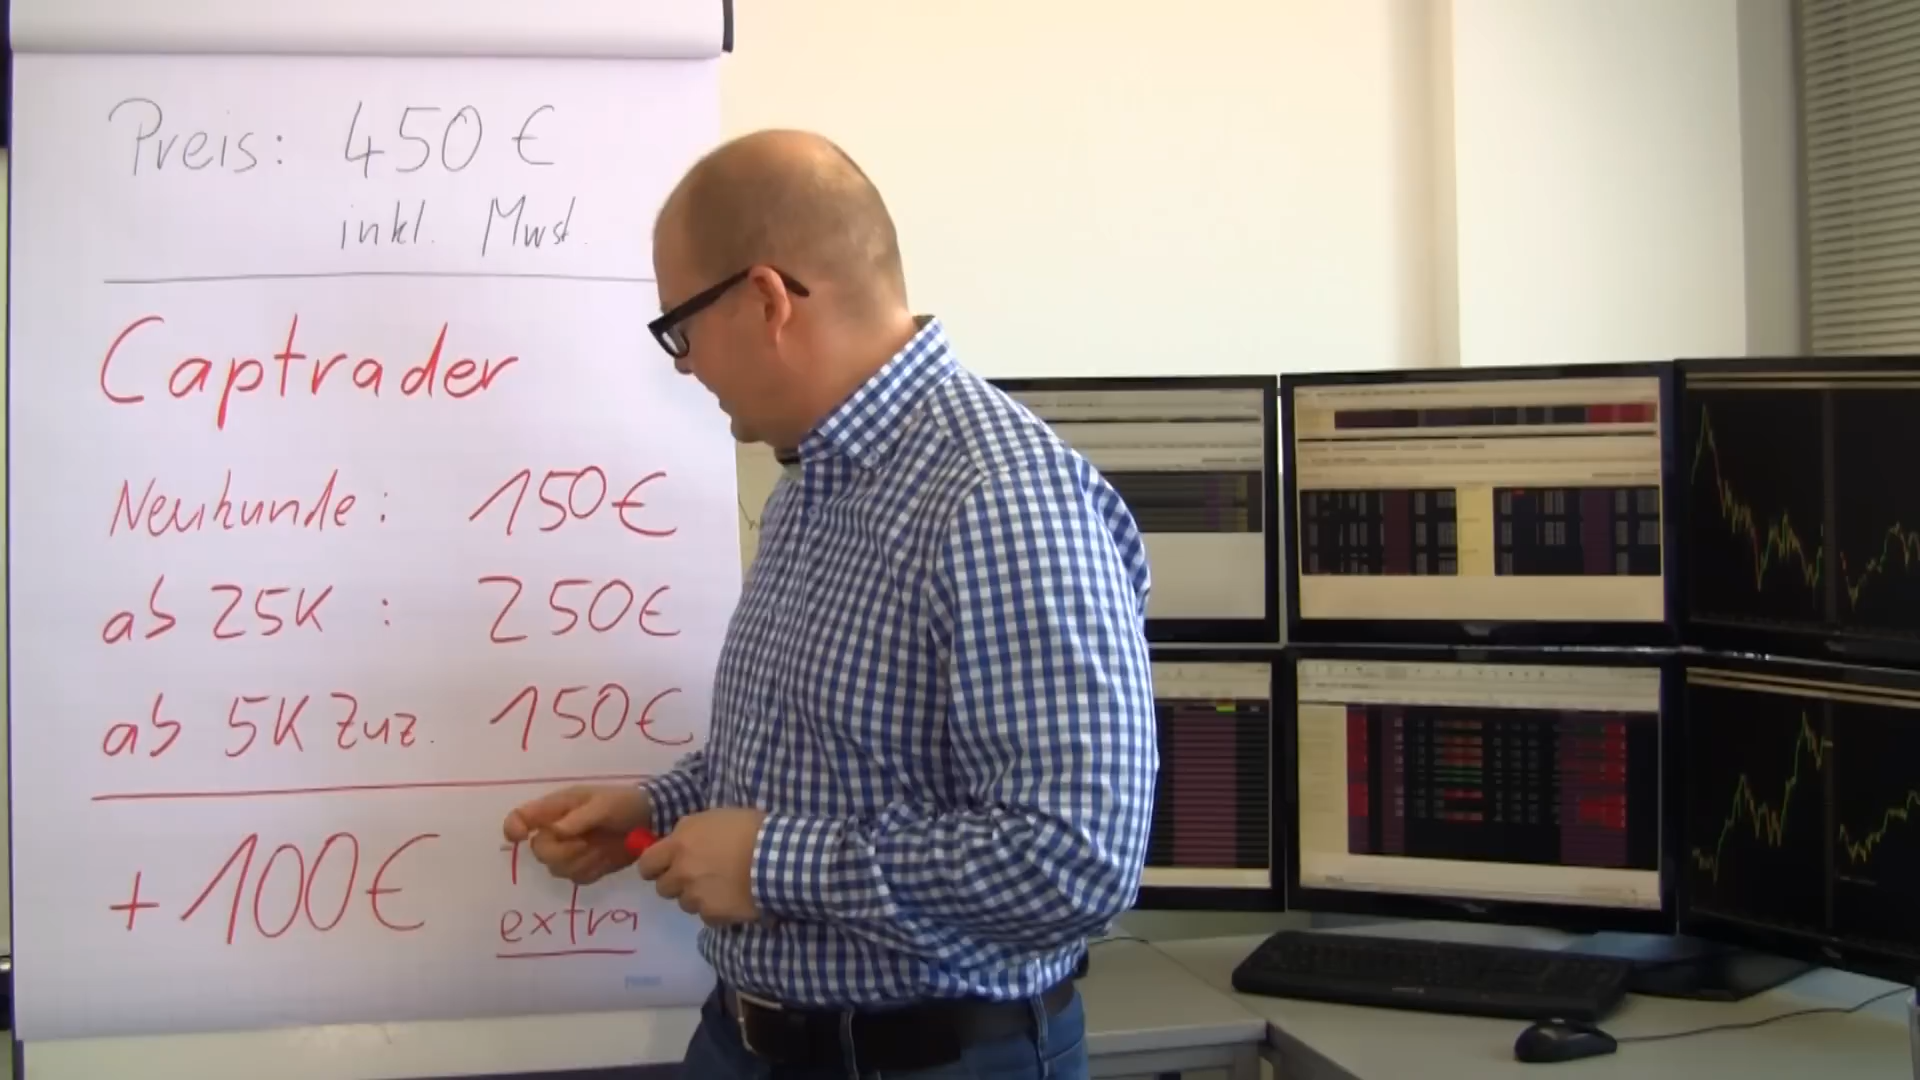 Preis: 450 €
inkl. Mwst.
Captrader
Neukunde: 150€
ab 25K: 250€
ab 5K Zuz. 150€
+ 100€
extra